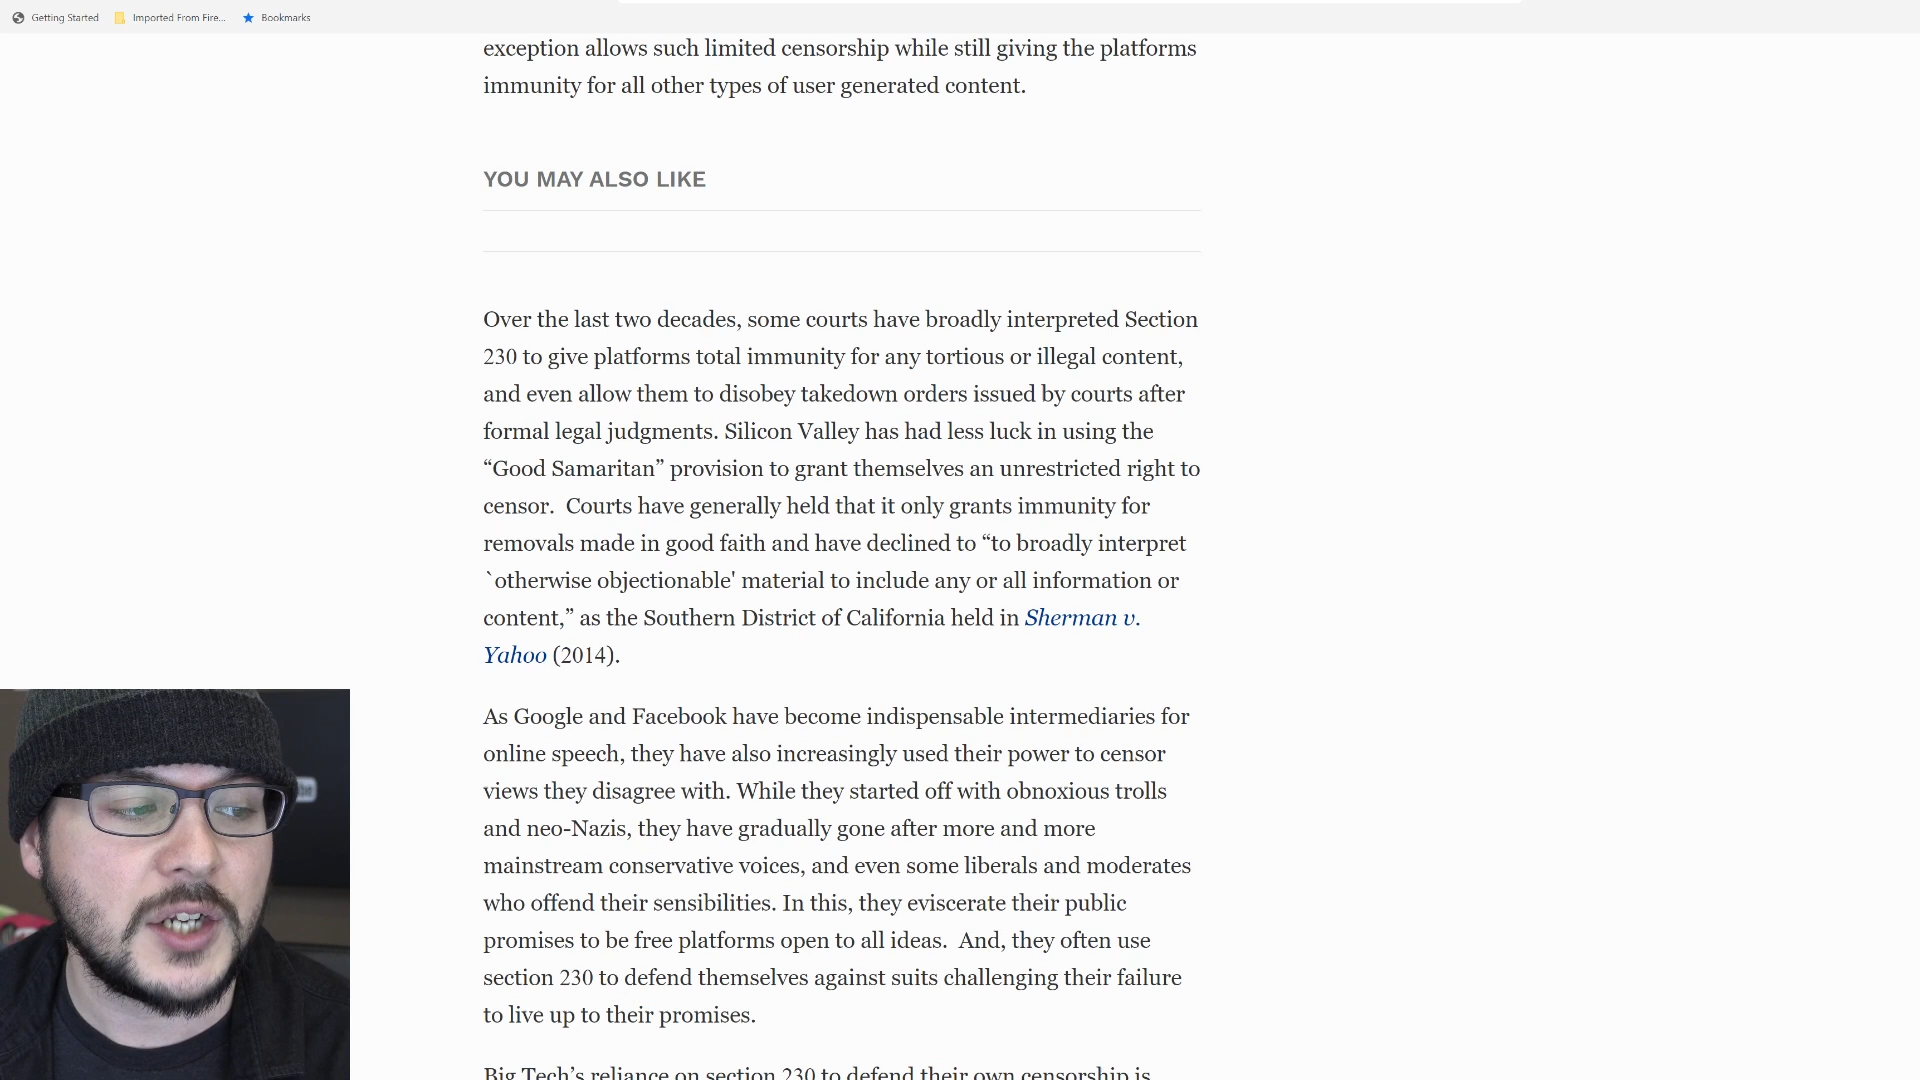 Getting Started Imported From Fire... Bookmarks
exception allows such limited censorship while still giving the platforms
immunity for all other types of user generated content.
YOU MAY ALSO LIKE
Over the last two decades, some courts have broadly interpreted Section
230 to give platforms total immunity for any tortious or illegal content,
and even allow them to disobey takedown orders issued by courts after
formal legal judgments. Silicon Valley has had less luck in using the
“Good Samaritan” provision to grant themselves an unrestricted right to
censor.  Courts have generally held that it only grants immunity for
removals made in good faith and have declined to “to broadly interpret
`otherwise objectionable' material to include any or all information or
content,” as the Southern District of California held in Sherman v.
Yahoo (2014).
As Google and Facebook have become indispensable intermediaries for
online speech, they have also increasingly used their power to censor
views they disagree with. While they started off with obnoxious trolls
and neo-Nazis, they have gradually gone after more and more
mainstream conservative voices, and even some liberals and moderates
who offend their sensibilities. In this, they eviscerate their public
promises to be free platforms open to all ideas.  And, they often use
section 230 to defend themselves against suits challenging their failure
to live up to their promises.
Big Tech’s reliance on section 230 to defend their own censorship is